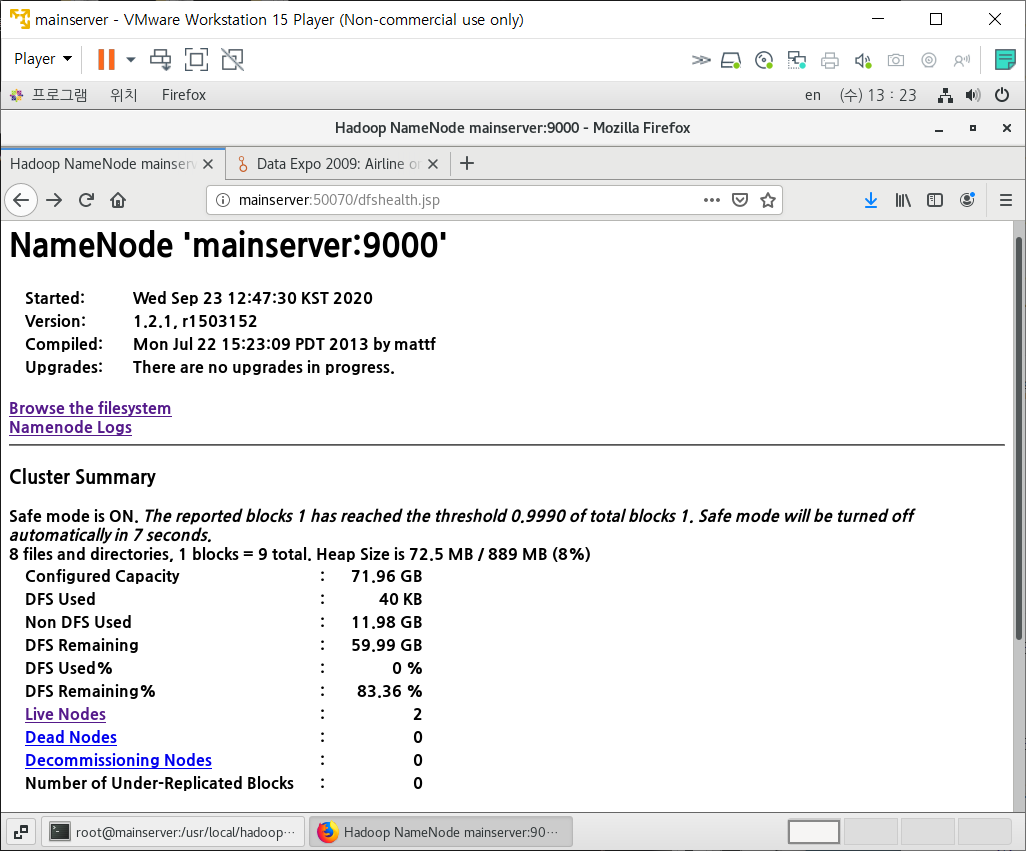 mainserver - VMware Workstation 15 Player (Non-commercial use only)
Player
프로그램 위치 Firefox en (수) 13 : 23
Hadoop NameNode mainserver:9000 - Mozilla Firefox
Hadoop NameNode mainserv Data Expo 2009: Airline o
mainserver:50070/dfshealth.jsp
NameNode 'mainserver:9000'
Started: Wed Sep 23 12:47:30 KST 2020
Version: 1.2.1, r1503152
Compiled: Mon Jul 22 15:23:09 PDT 2013 by mattf
Upgrades: There are no upgrades in progress.
Browse the filesystem
Namenode Logs
Cluster Summary
Safe mode is ON. The reported blocks 1 has reached the threshold 0.9990 of total blocks 1. Safe mode will be turned off
automatically in 7 seconds.
8 files and directories, 1 blocks = 9 total. Heap Size is 72.5 MB / 889 MB (8%)
Configured Capacity : 71.96 GB
DFS Used : 40 KB
Non DFS Used : 11.98 GB
DFS Remaining : 59.99 GB
DFS Used% : 0 %
DFS Remaining% : 83.36 %
Live Nodes : 2
Dead Nodes : 0
Decommissioning Nodes : 0
Number of Under-Replicated Blocks : 0
root@mainserver:/usr/local/hadoop··· Hadoop NameNode mainserver:90···